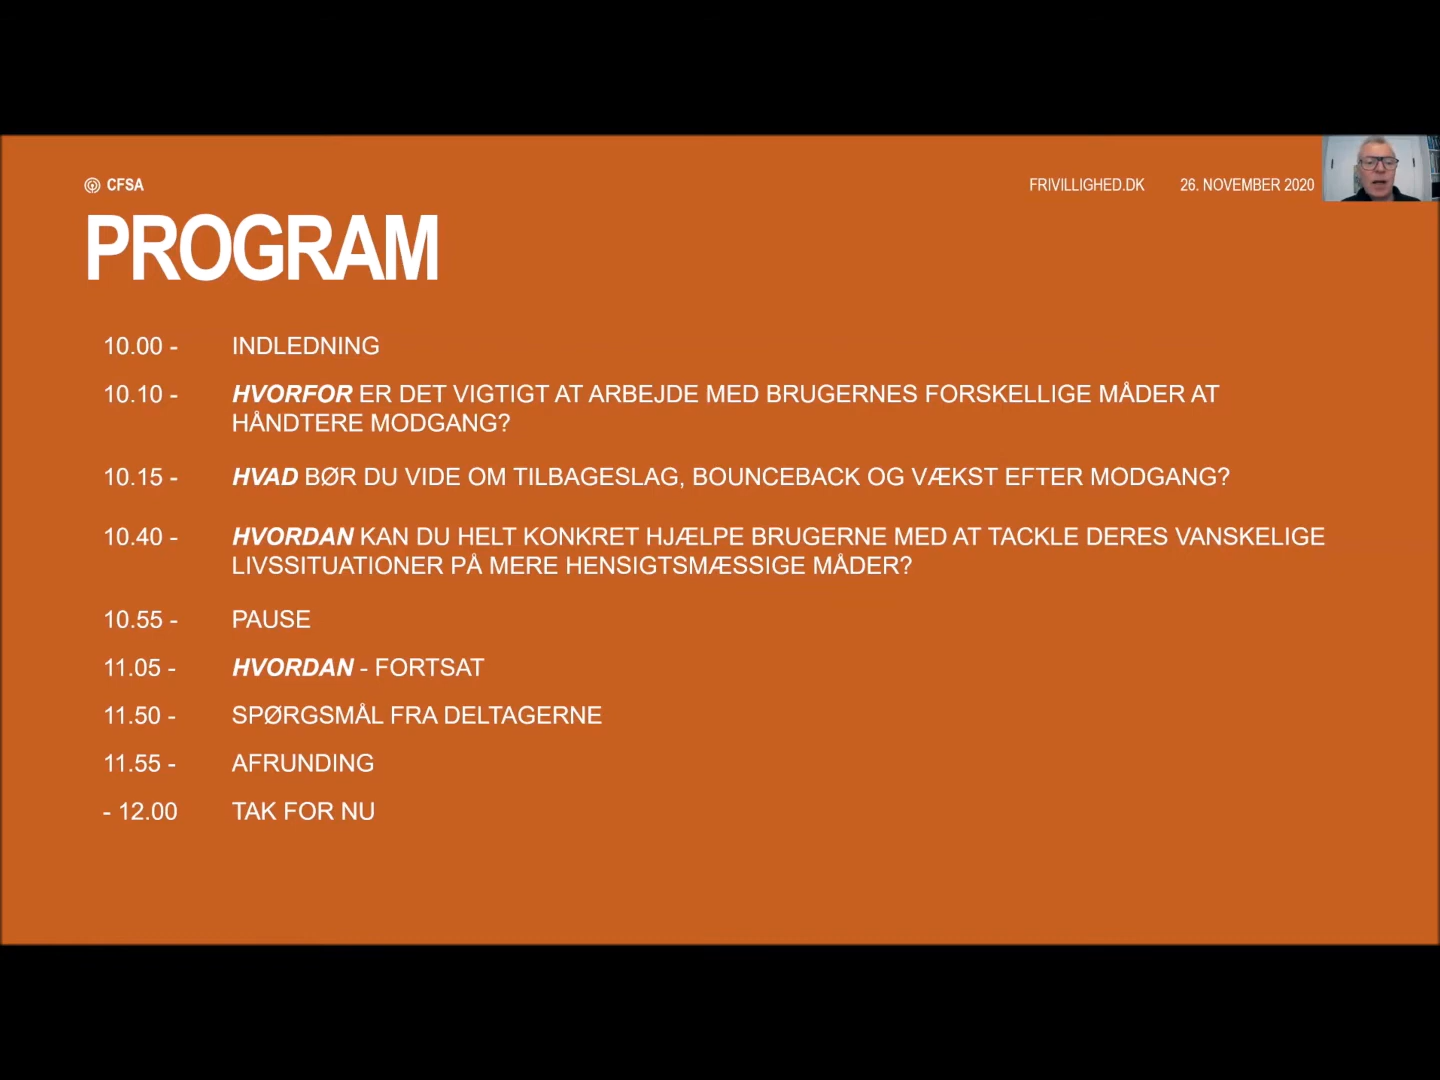 CFSA
FRIVILLIGHED.DK 26. NOVEMBER 2020
PROGRAM
10.00 - INDLEDNING
10.10 - HVORFOR ER DET VIGTIGT AT ARBEJDE MED BRUGERNES FORSKELLIGE MÅDER AT
HÅNDTERE MODGANG?
10.15 - HVAD BØR DU VIDE OM TILBAGESLAG, BOUNCEBACK OG VÆKST EFTER MODGANG?
10.40 - HVORDAN KAN DU HELT KONKRET HJÆLPE BRUGERNE MED AT TACKLE DERES VANSKELIGE
LIVSSITUATIONER PÅ MERE HENSIGTSMÆSSIGE MÅDER?
10.55 - PAUSE
11.05 - HVORDAN - FORTSAT
11.50 - SPØRGSMÅL FRA DELTAGERNE
11.55 - AFRUNDING
- 12.00 TAK FOR NU